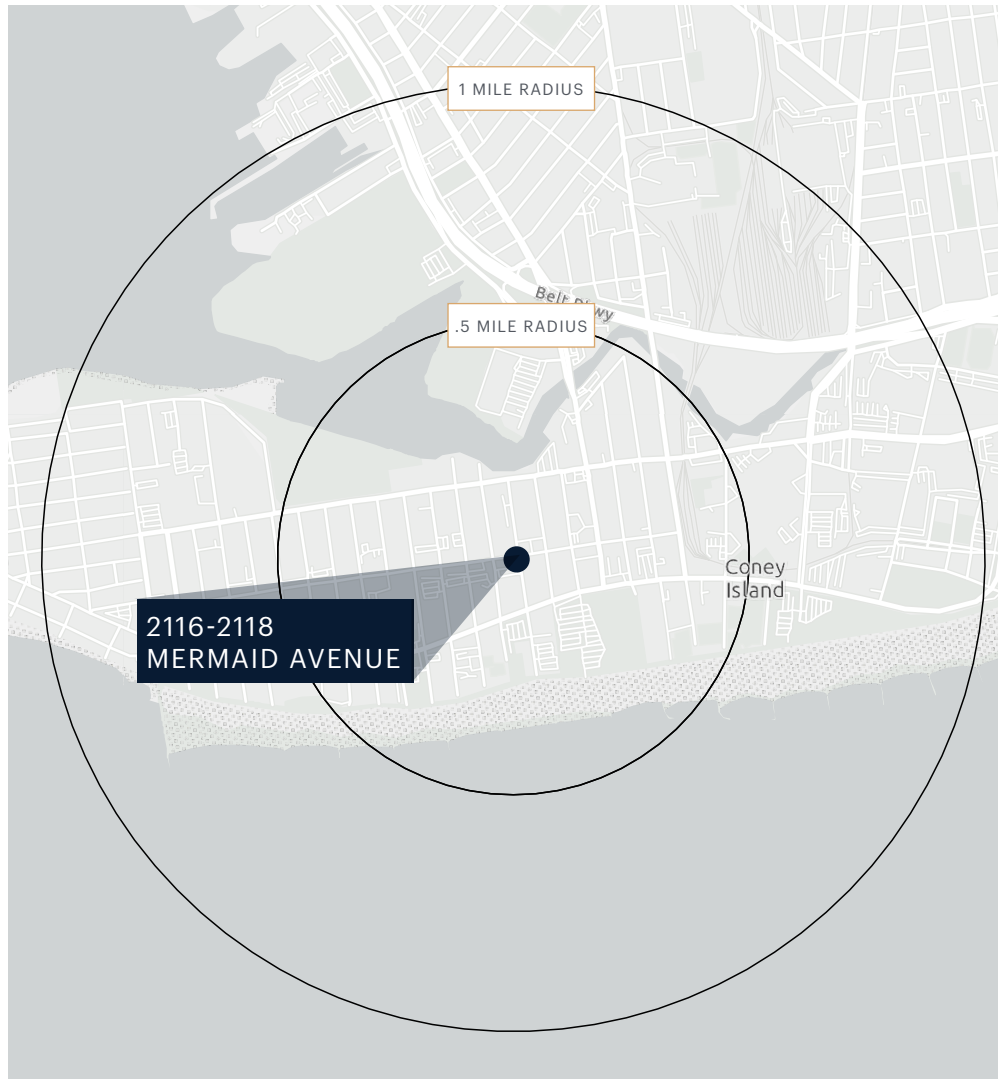 1 MILE RADIUS
Belt Pkwy
.5 MILE RADIUS
Coney
Island
2116-2118
MERMAID AVENUE